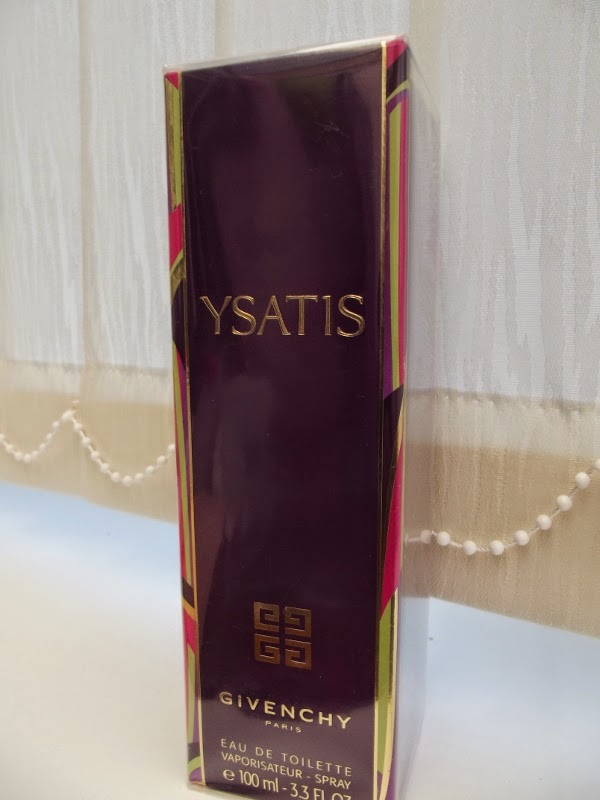 YSATIS
GIVENCHY
PARIS
EAU DE TOILETTE
VAPORISATEUR - SPRAY
e 100 ml - 3.3 FL OZ